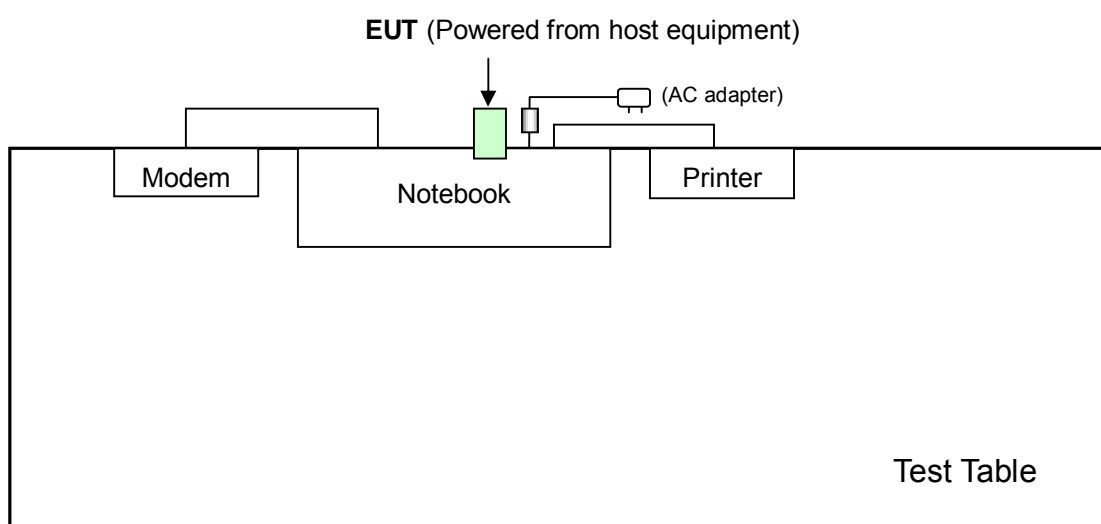 EUT (Powered from host equipment)
(AC adapter)
Modem
Notebook
Printer
Test Table